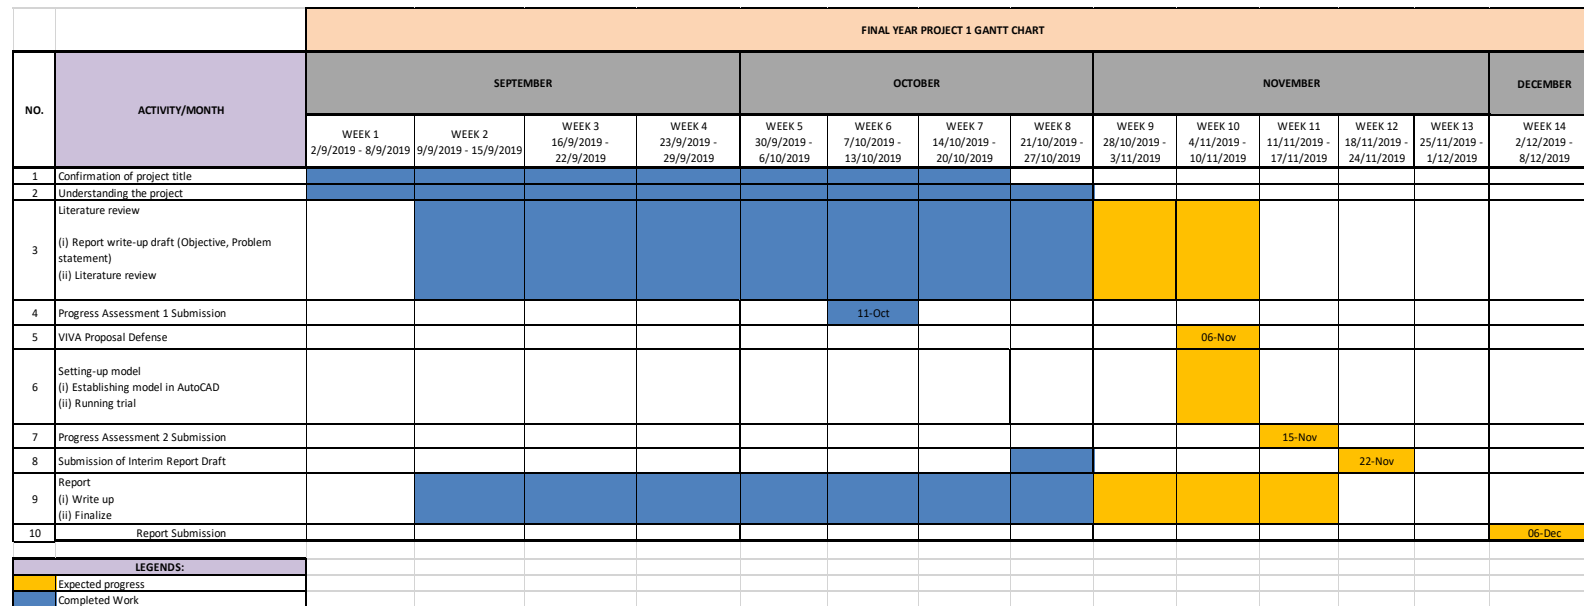 FINAL YEAR PROJECT 1 GANTT CHART
NO.
ACTIVITY/MONTH
SEPTEMBER
OCTOBER
NOVEMBER
DECEMBER
WEEK 1
2/9/2019 - 8/9/2019
WEEK 2
9/9/2019 - 15/9/2019
WEEK 3
16/9/2019 -
22/9/2019
WEEK 4
23/9/2019 -
29/9/2019
WEEK 5
30/9/2019 -
6/10/2019
WEEK 6
7/10/2019 -
13/10/2019
WEEK 7
14/10/2019 -
20/10/2019
WEEK 8
21/10/2019 -
27/10/2019
WEEK 9
28/10/2019 -
3/11/2019
WEEK 10
4/11/2019 -
10/11/2019
WEEK 11
11/11/2019 -
17/11/2019
WEEK 12
18/11/2019 -
24/11/2019
WEEK 13
25/11/2019 -
1/12/2019
WEEK 14
2/12/2019 -
8/12/2019
1 Confirmation of project title
2 Understanding the project
3
Literature review
(i) Report write-up draft (Objective, Problem
statement)
(ii) Literature review
4 Progress Assessment 1 Submission 11-Oct
5 VIVA Proposal Defense 06-Nov
6
Setting-up model
(i) Establishing model in AutoCAD
(ii) Running trial
7 Progress Assessment 2 Submission 15-Nov
8 Submission of Interim Report Draft 22-Nov
9
Report
(i) Write up
(ii) Finalize
10 Report Submission 06-Dec
LEGENDS:
Expected progress
Completed Work